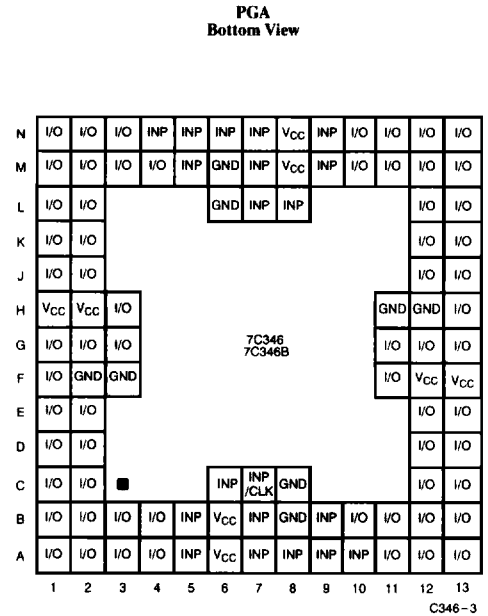 PGA
Bottom View
N I/O I/O I/O INP INP INP INP VCC INP I/O I/O I/O I/O
M I/O I/O I/O I/O INP GND INP VCC INP I/O I/O I/O I/O
L I/O I/O GND INP INP I/O I/O
K I/O I/O I/O I/O
J I/O I/O I/O I/O
H VCC VCC I/O GND GND I/O
G I/O I/O I/O 7C346 I/O I/O I/O
7C346B
F I/O GND GND I/O VCC VCC
E I/O I/O I/O I/O
D I/O I/O I/O I/O
C I/O I/O INP INP/CLK GND I/O I/O
B I/O I/O I/O I/O INP VCC INP GND INP I/O I/O I/O I/O
A I/O I/O I/O I/O INP VCC INP INP INP INP I/O I/O I/O
1 2 3 4 5 6 7 8 9 10 11 12 13
C346-3